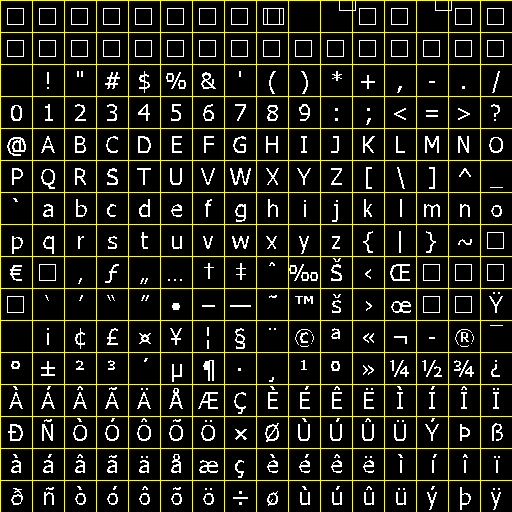 ! " # $ % & ' ( ) * + , - . /
0 1 2 3 4 5 6 7 8 9 : ; < = > ?
@ A B C D E F G H I J K L M N O
P Q R S T U V W X Y Z [ \ ] ^ _
` a b c d e f g h i j k l m n o
p q r s t u v w x y z { | } ~ □
€ □ ‚ ƒ „ … † ‡ ˆ ‰ Š ‹ Œ □ □ □
□ ‘ ’ “ ” • – — ˜ ™ š › œ □ □ Ÿ
¡ ¢ £ ¤ ¥ ¦ § ¨ © ª « ¬ - ® ¯
° ± ² ³ ´ µ ¶ · ¸ ¹ º » ¼ ½ ¾ ¿
À Á Â Ã Ä Å Æ Ç È É Ê Ë Ì Í Î Ï
Ð Ñ Ò Ó Ô Õ Ö × Ø Ù Ú Û Ü Ý Þ ß
à á â ã ä å æ ç è é ê ë ì í î ï
ð ñ ò ó ô õ ö ÷ ø ù ú û ü ý þ ÿ